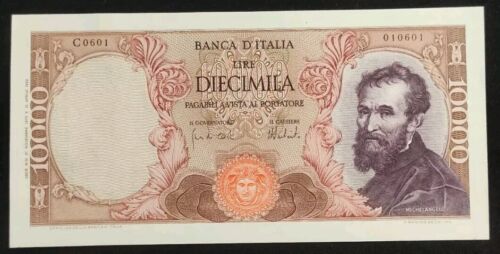 C0601
010601
BANCA D'ITALIA
LIRE
DIECIMILA
PAGABILI A VISTA AL PORTATORE
IL GOVERNATORE
IL CASSIERE
10000
10000
MICHELANGELO